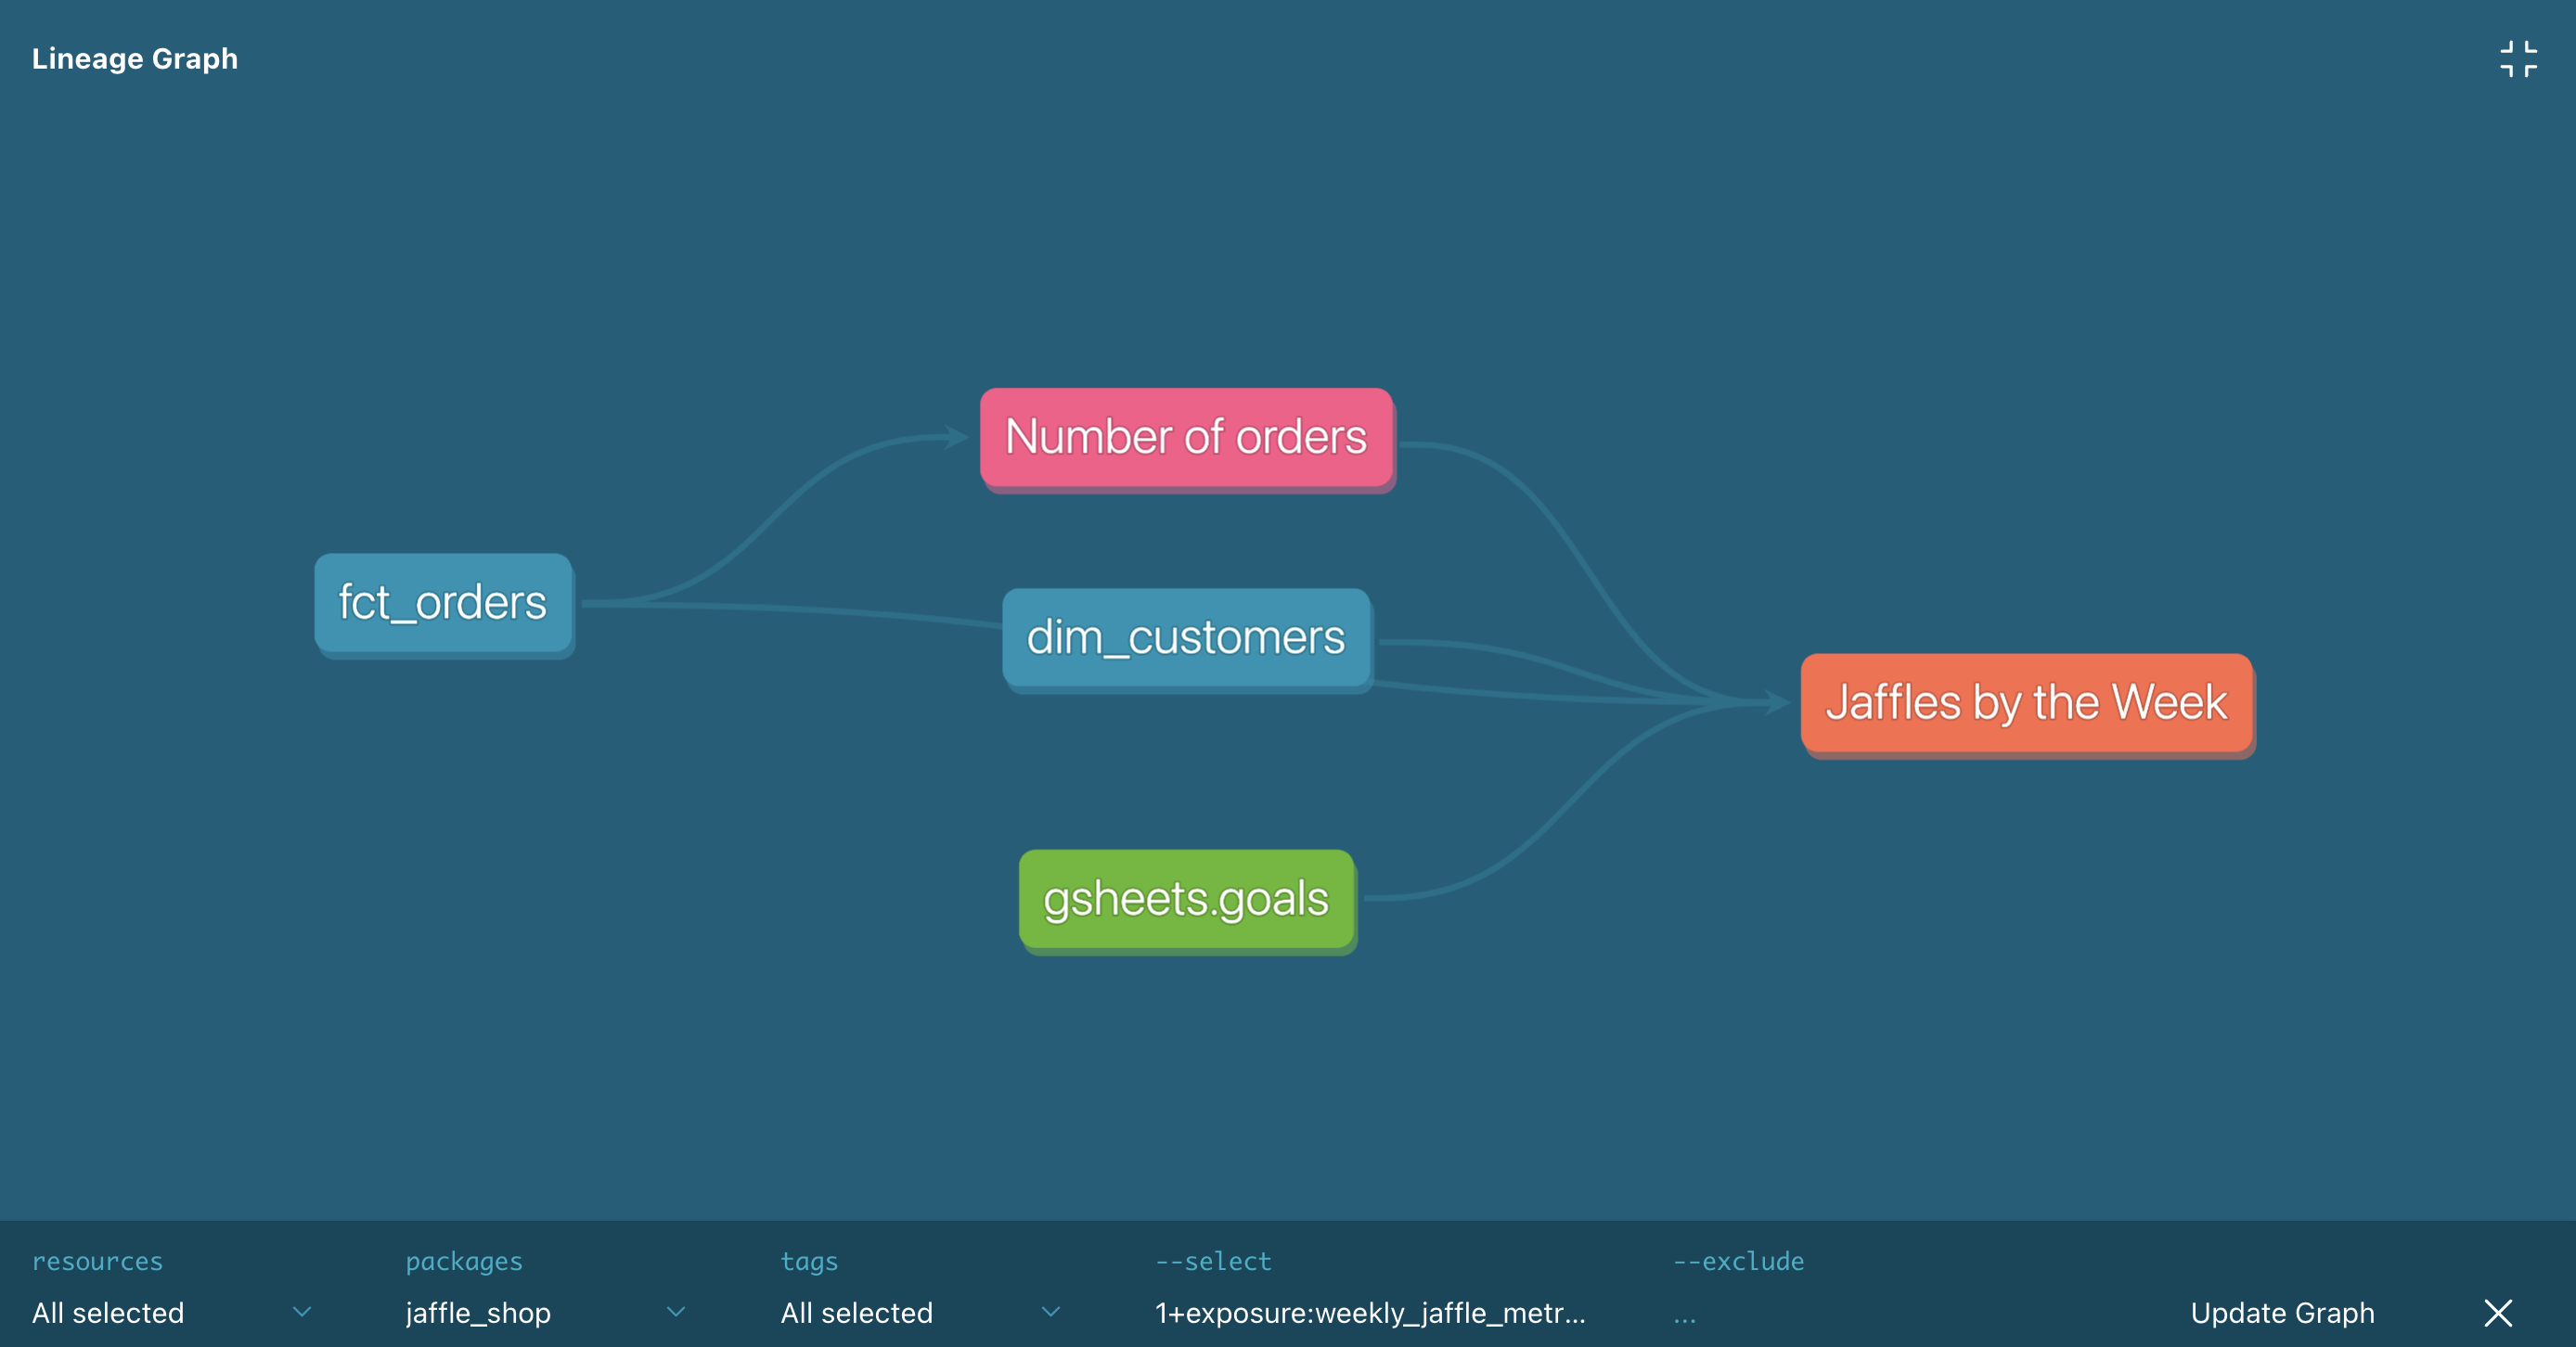 Lineage Graph
Number of orders
fct_orders
dim_customers
Jaffles by the Week
gsheets.goals
resources
packages
tags
--select
--exclude
All selected
jaffle_shop
All selected
1+exposure:weekly_jaffle_metr...
...
Update Graph